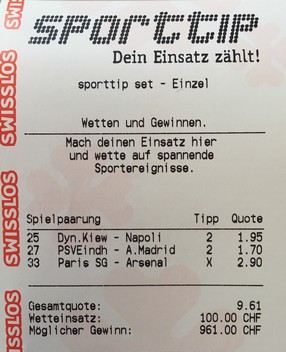 SPORTTIP
Dein Einsatz zählt!
sporttip set - Einzel
Wetten und Gewinnen.
Mach deinen Einsatz hier
und wette auf spannende
Sportereignisse.
Spielpaarung Tipp Quote
25 Dyn.Kiew - Napoli 2 1.95
27 PSVEindh - A.Madrid 2 1.70
33 Paris SG - Arsenal X 2.90
Gesamtquote: 9.61
Wetteinsatz: 100.00 CHF
Möglicher Gewinn: 961.00 CHF
SWISSLOS
SWISSLOS
SWISSLOS